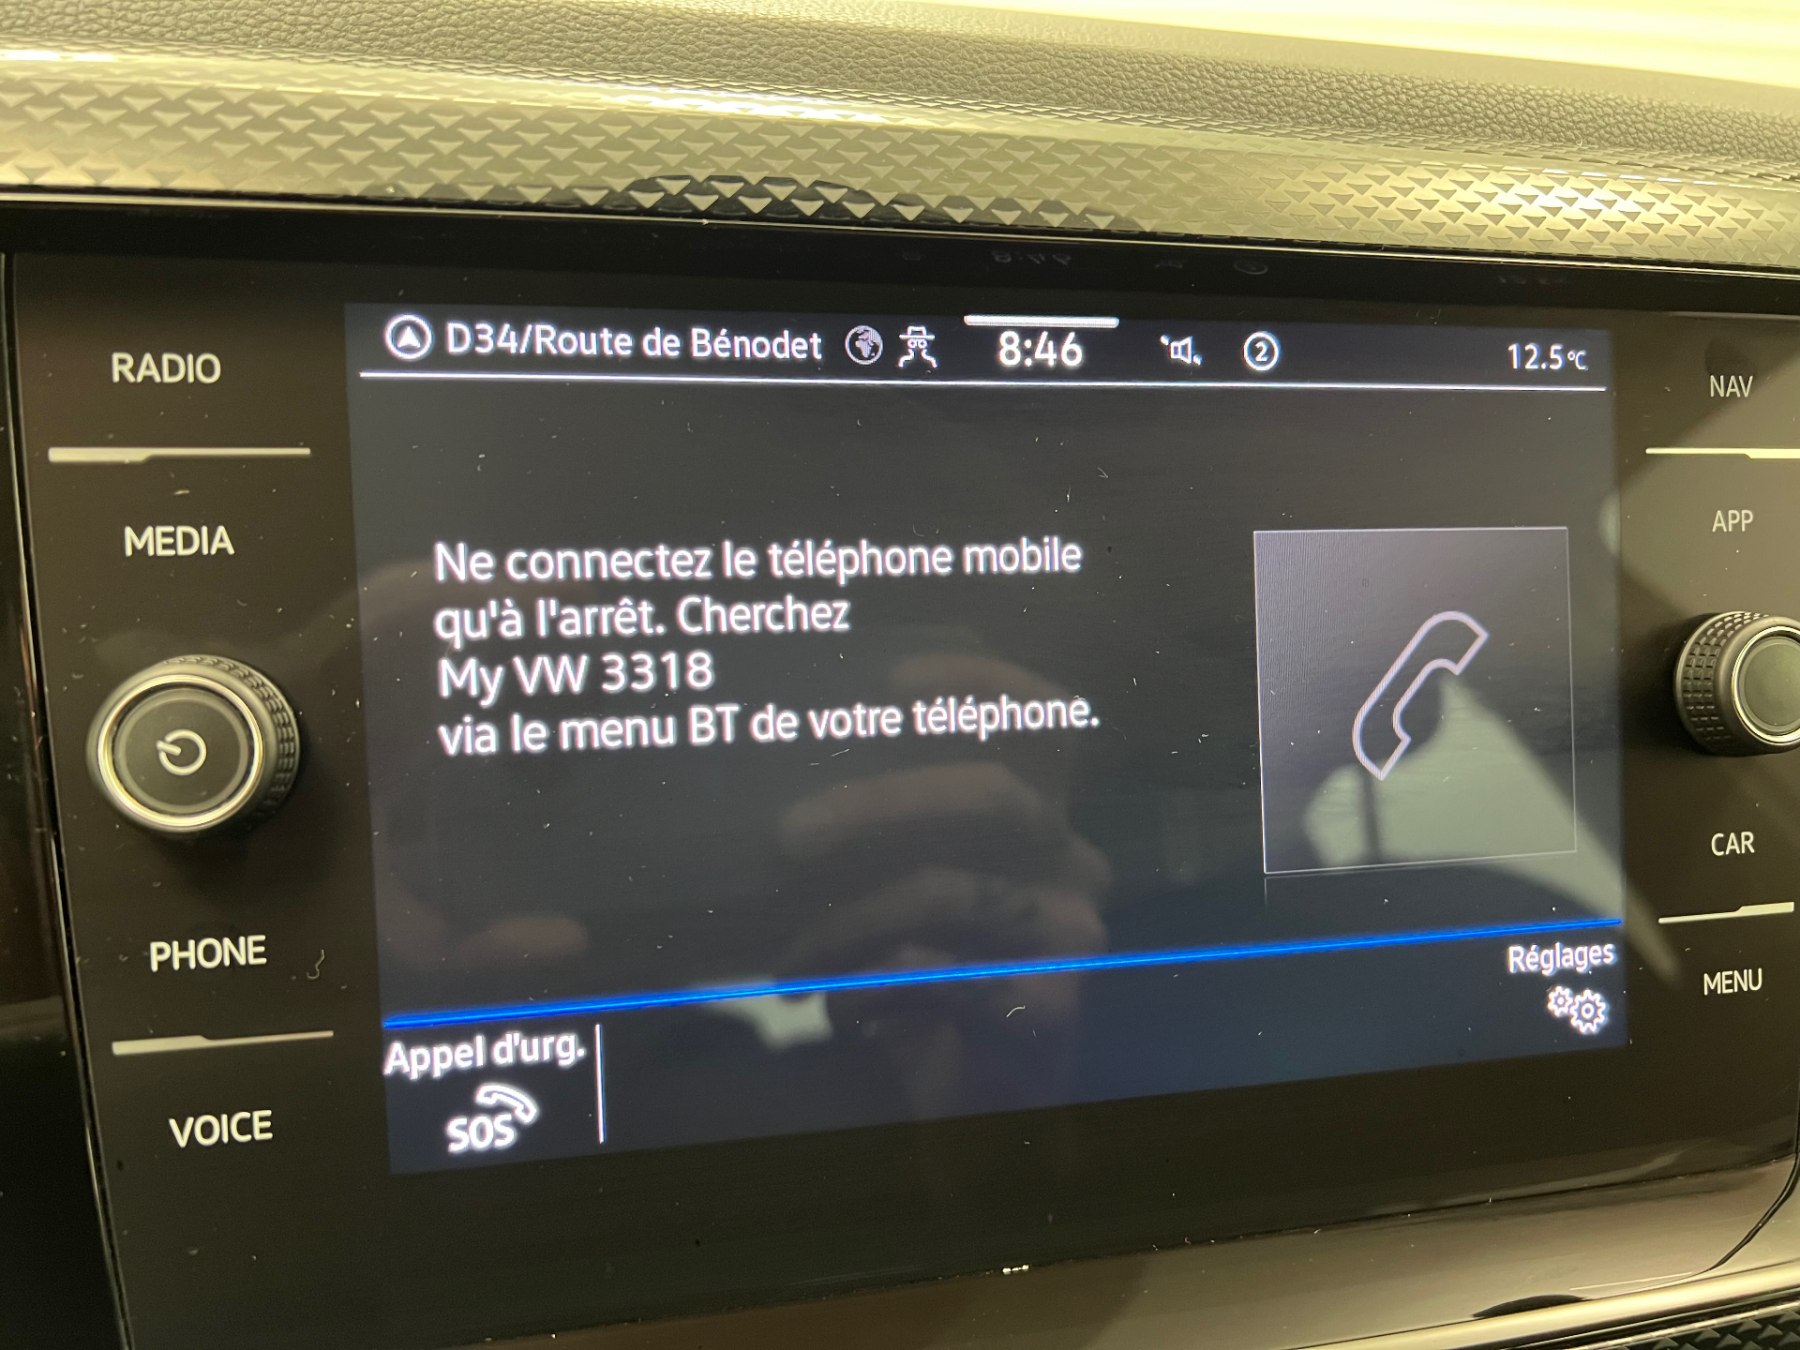 RADIO
MEDIA
PHONE
VOICE
D34/Route de Bénodet 8:46 2 12.5°C
Ne connectez le téléphone mobile
qu'à l'arrêt. Cherchez
My VW 3318
via le menu BT de votre téléphone.
Réglages
Appel d'urg.
SOS
NAV
APP
CAR
MENU